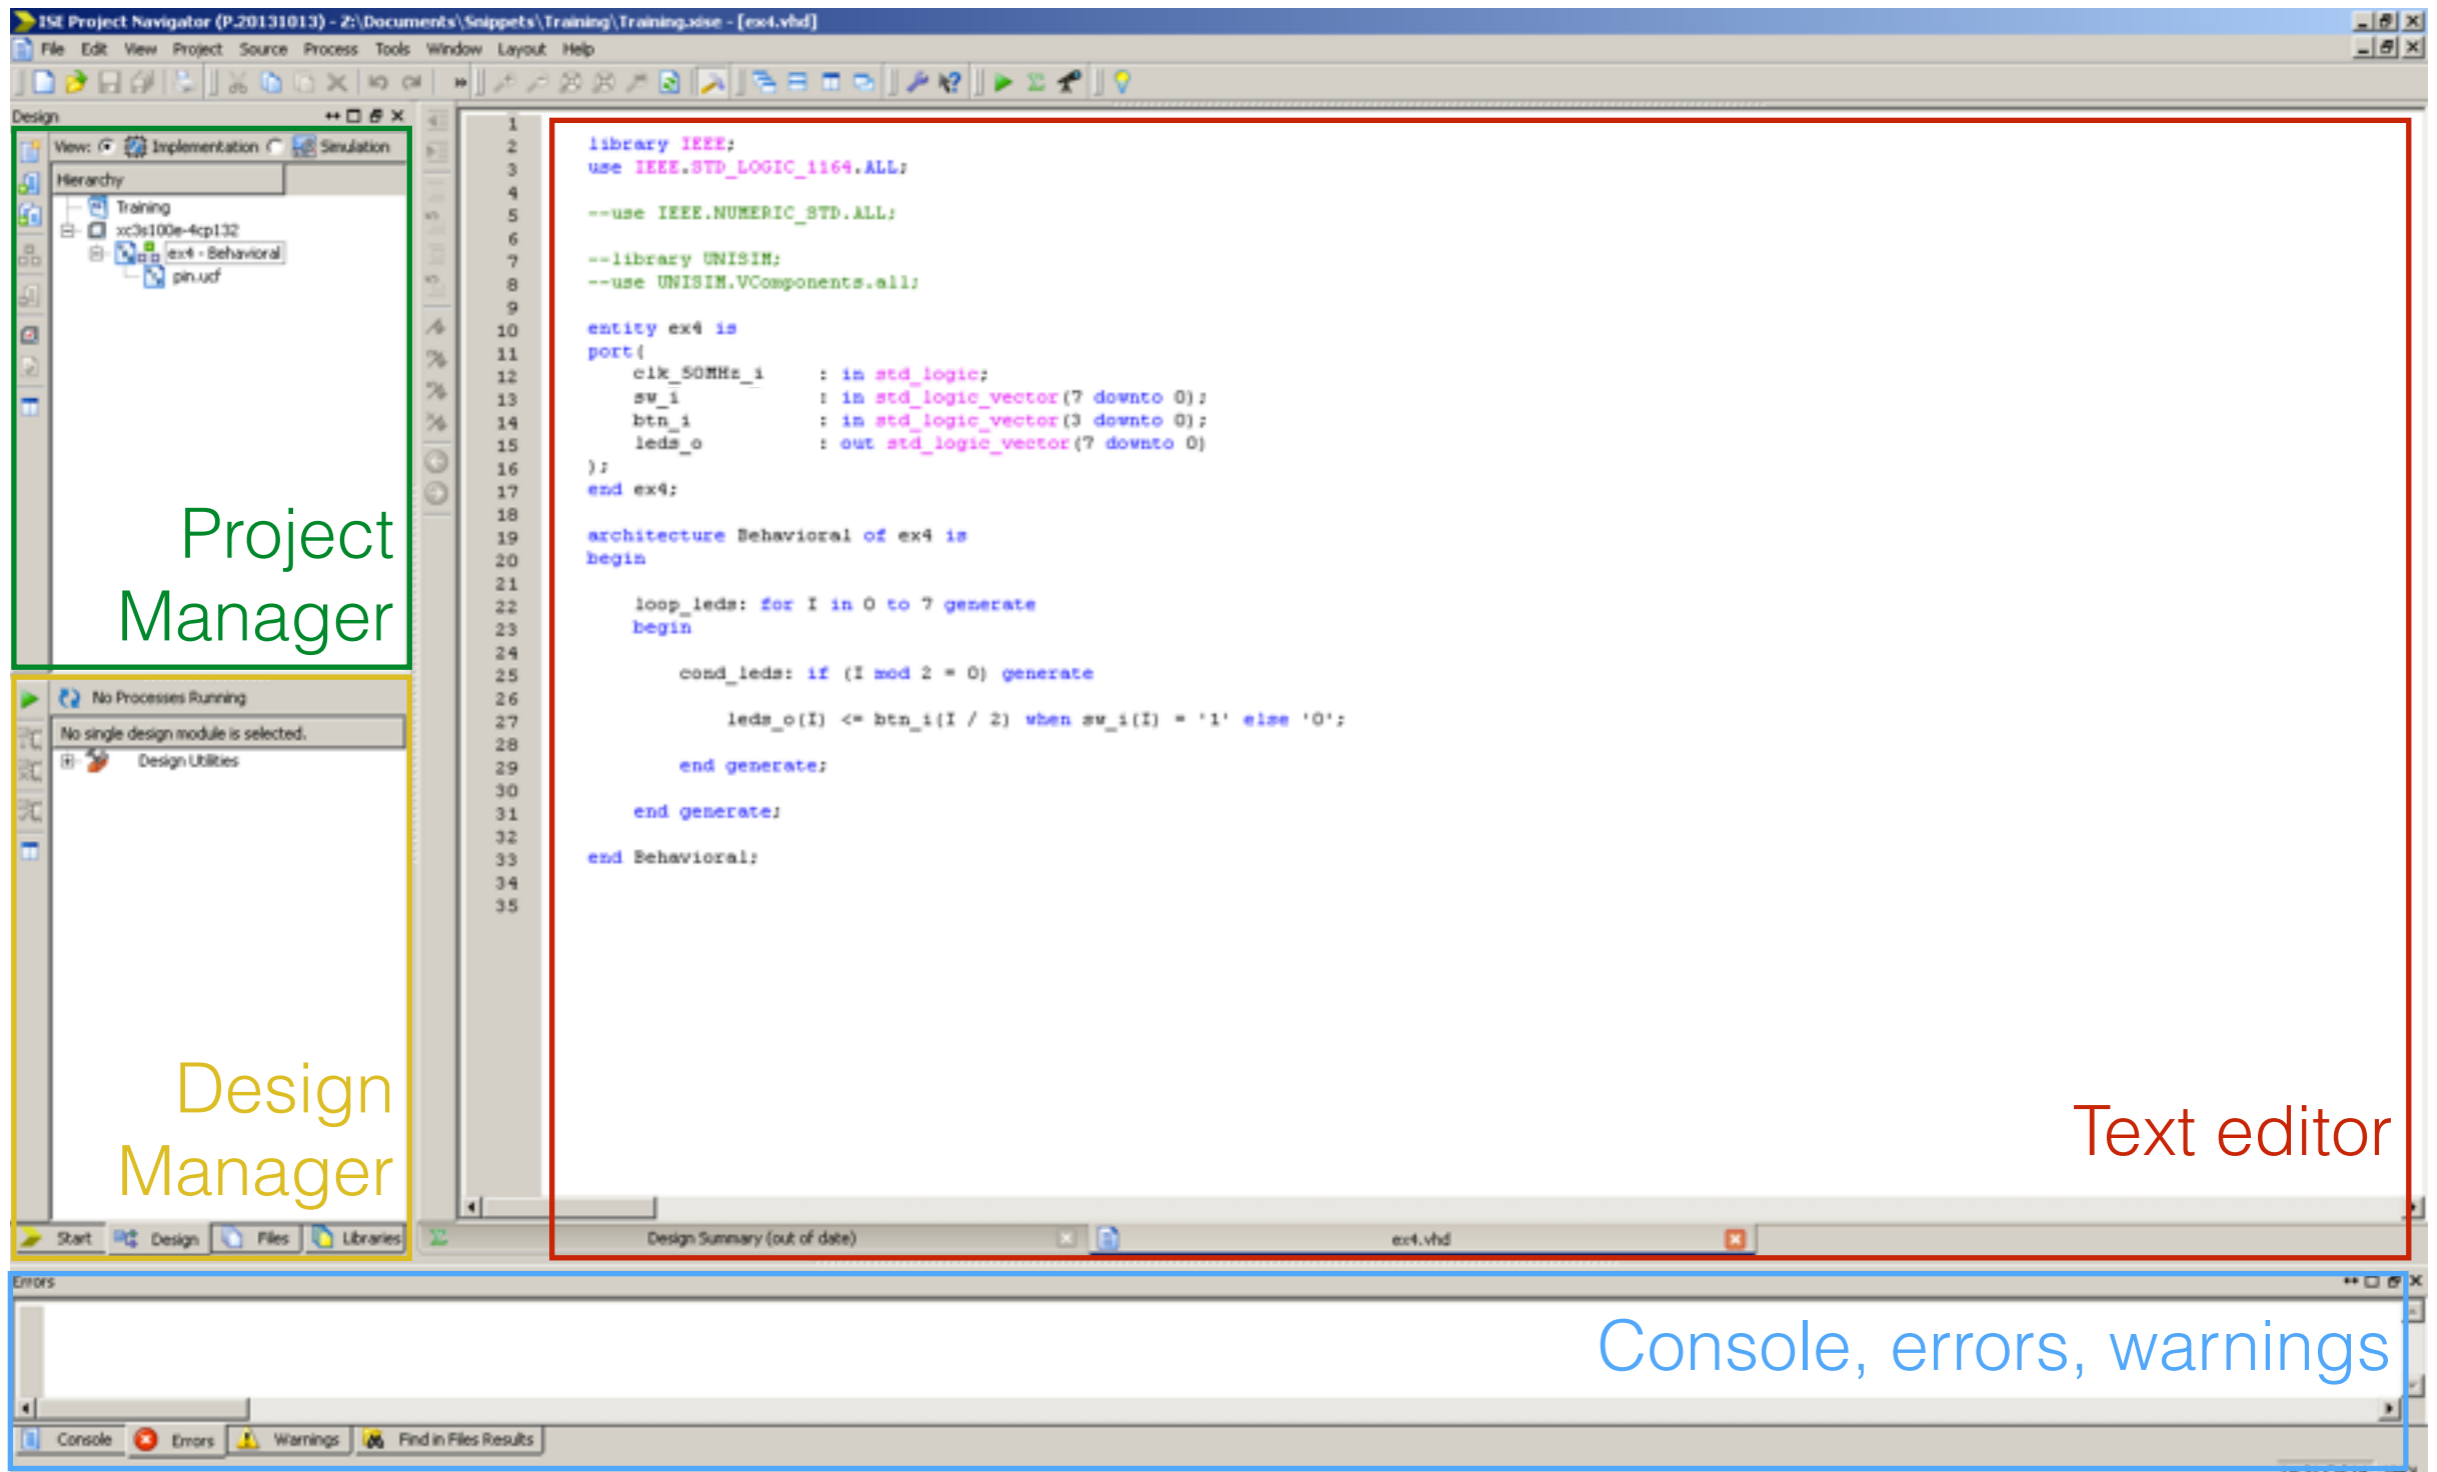 ISE Project Navigator (P.20131013) - Z:\Documents\Snippets\Training\Training.xise - [ex4.vhd]
File Edit View Project Source Process Tools Window Layout Help
Design
View: Implementation Simulation
Hierarchy
Training
xc3s100e-4cp132
ex4 - Behavioral
pin.ucf
Project
Manager
No Processes Running
No single design module is selected.
Design Utilities
Design
Manager
Start Design Files Libraries
1
2 library IEEE;
3 use IEEE.STD_LOGIC_1164.ALL;
4
5 --use IEEE.NUMERIC_STD.ALL;
6
7 --library UNISIM;
8 --use UNISIM.VComponents.all;
9
10 entity ex4 is
11 port(
12 clk_50MHz_i : in std_logic;
13 sw_i : in std_logic_vector(7 downto 0);
14 btn_i : in std_logic_vector(3 downto 0);
15 leds_o : out std_logic_vector(7 downto 0)
16 );
17 end ex4;
18
19 architecture Behavioral of ex4 is
20 begin
21
22 loop_leds: for I in 0 to 7 generate
23 begin
24
25 cond_leds: if (I mod 2 = 0) generate
26
27 leds_o(I) <= btn_i(I / 2) when sw_i(I) = '1' else '0';
28
29 end generate;
30
31 end generate;
32
33 end Behavioral;
34
35
Text editor
Design Summary (out of date) ex4.vhd
Errors
Console, errors, warnings
Console Errors Warnings Find in Files Results